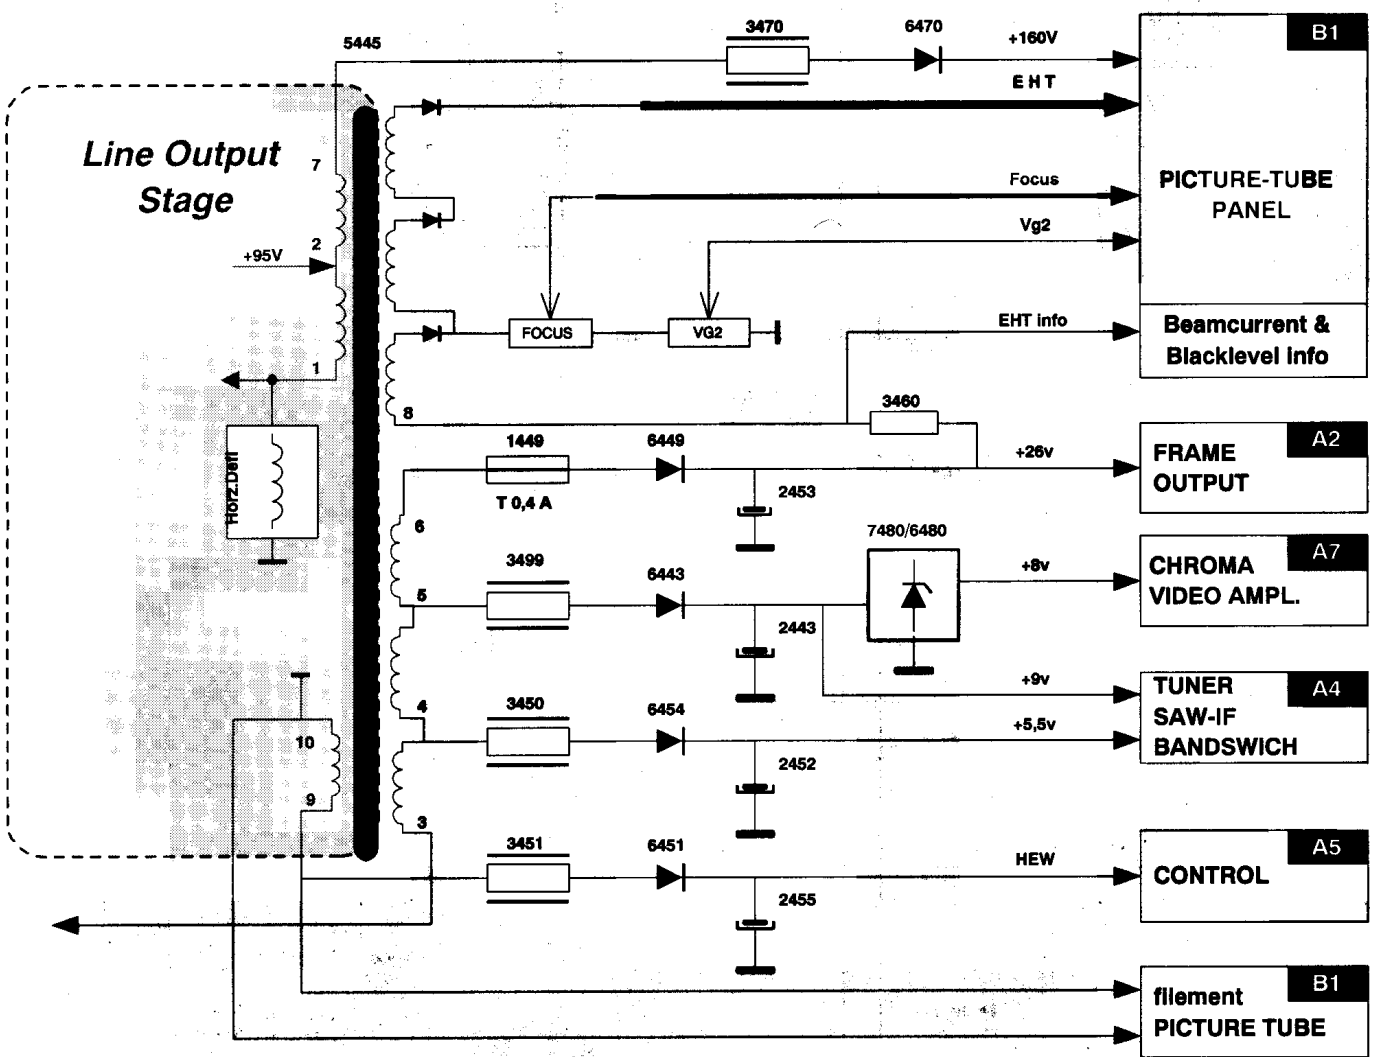 5445
3470
6470
+160V
B1
E H T
Line Output
Stage
7
Focus
PICTURE-TUBE
PANEL
Vg2
2
+95V
FOCUS
VG2
EHT info
Beamcurrent &
Blacklevel Info
1
8
3460
Horz.Defl
1449
6449
T 0,4 A
+26v
A2
FRAME
OUTPUT
2453
6
7480/6480
3499
6443
5
+8v
A7
CHROMA
VIDEO AMPL.
2443
+9v
4
3450
6454
+5,5v
A4
TUNER
SAW-IF
BANDSWICH
10
2452
9
3
3451
6451
HEW
A5
CONTROL
2455
B1
filement
PICTURE TUBE